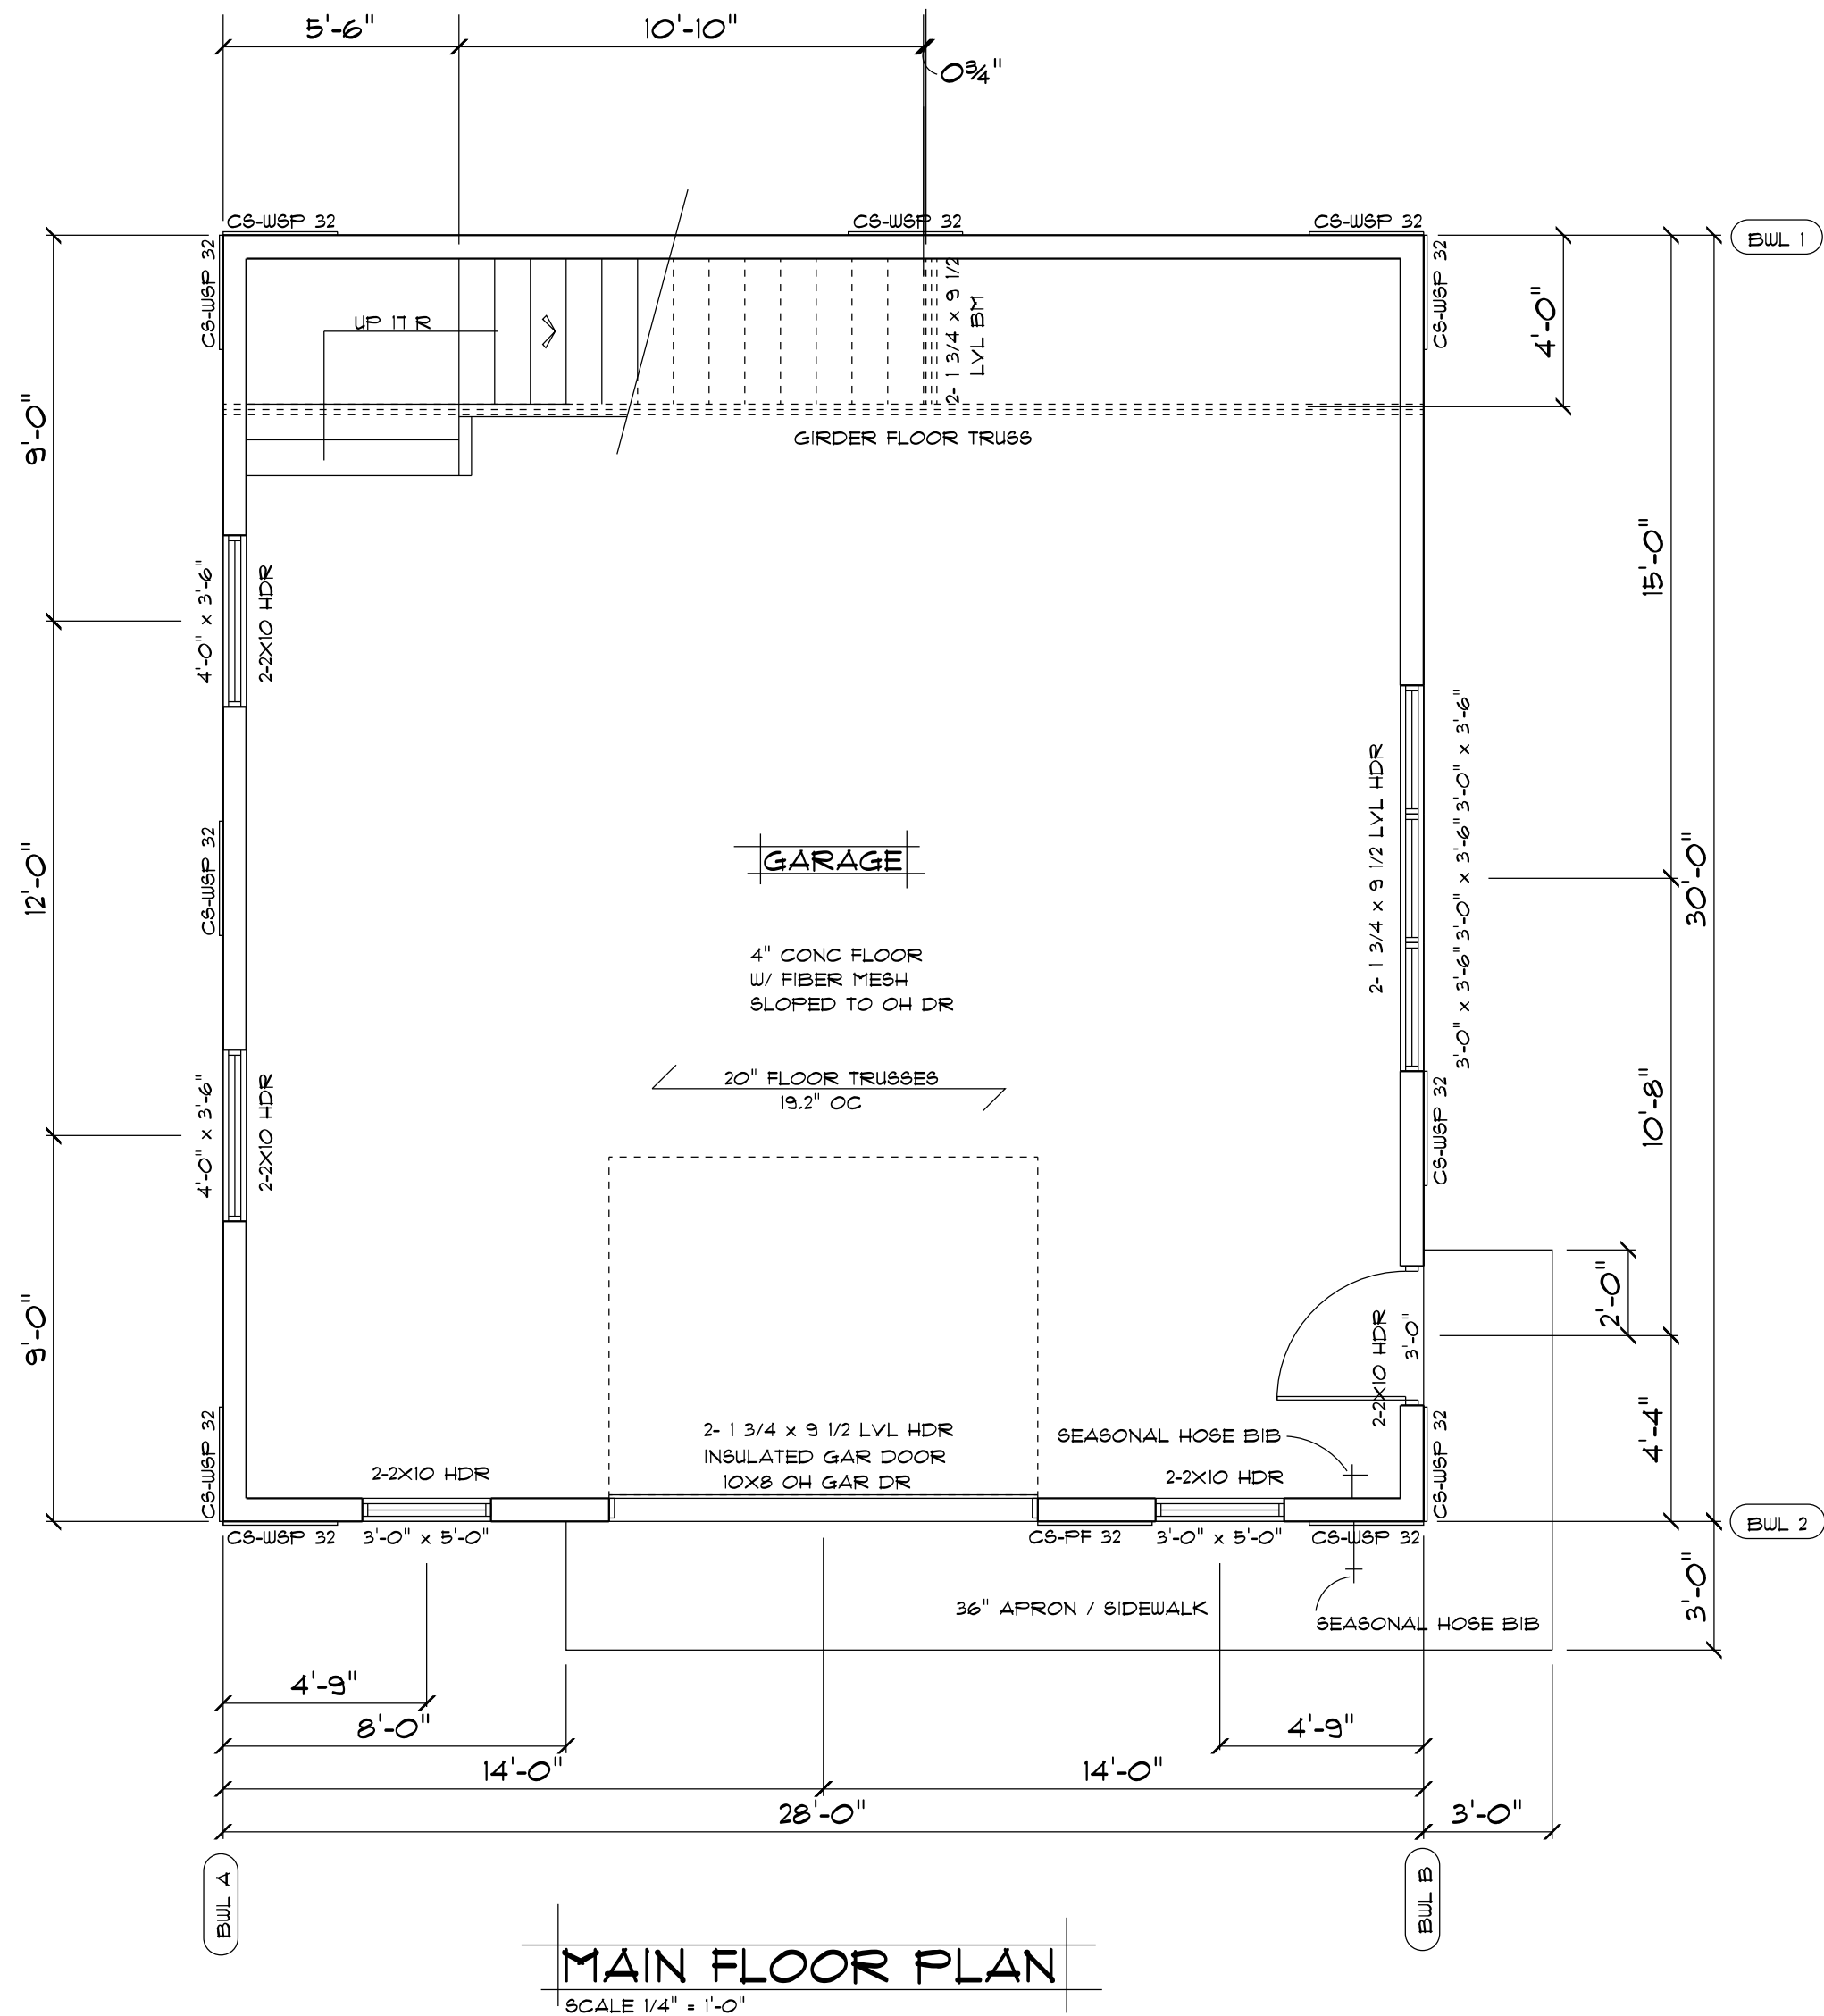 5'-6"
10'-10"
0¾"
CS-WSP 32
CS-WSP 32
CS-WSP 32
BWL 1
CS-WSP 32
CS-WSP 32
2- 1 3/4 x 9 1/2
LVL BM
4'-0"
UP 17 R
9'-0"
GIRDER FLOOR TRUSS
15'-0"
4'-0" x 3'-6"
2-2X10 HDR
3'-0" x 3'-6" 3'-0" x 3'-6" 3'-0" x 3'-6"
2- 1 3/4 x 9 1/2 LVL HDR
30'-0"
12'-0"
CS-WSP 32
GARAGE
4" CONC FLOOR
W/ FIBER MESH
SLOPED TO OH DR
20" FLOOR TRUSSES
19.2" OC
4'-0" x 3'-6"
2-2X10 HDR
CS-WSP 32
10'-8"
9'-0"
2'-0"
2-2X10 HDR
3'-0"
4'-4"
CS-WSP 32
2- 1 3/4 x 9 1/2 LVL HDR
INSULATED GAR DOOR
10X8 OH GAR DR
SEASONAL HOSE BIB
CS-WSP 32
2-2X10 HDR
2-2X10 HDR
BWL 2
CS-WSP 32
3'-0" x 5'-0"
CS-PF 32
3'-0" x 5'-0"
CS-WSP 32
36" APRON / SIDEWALK
SEASONAL HOSE BIB
3'-0"
4'-9"
8'-0"
4'-9"
14'-0"
14'-0"
28'-0"
3'-0"
BWL A
BWL B
MAIN FLOOR PLAN
SCALE 1/4" = 1'-0"